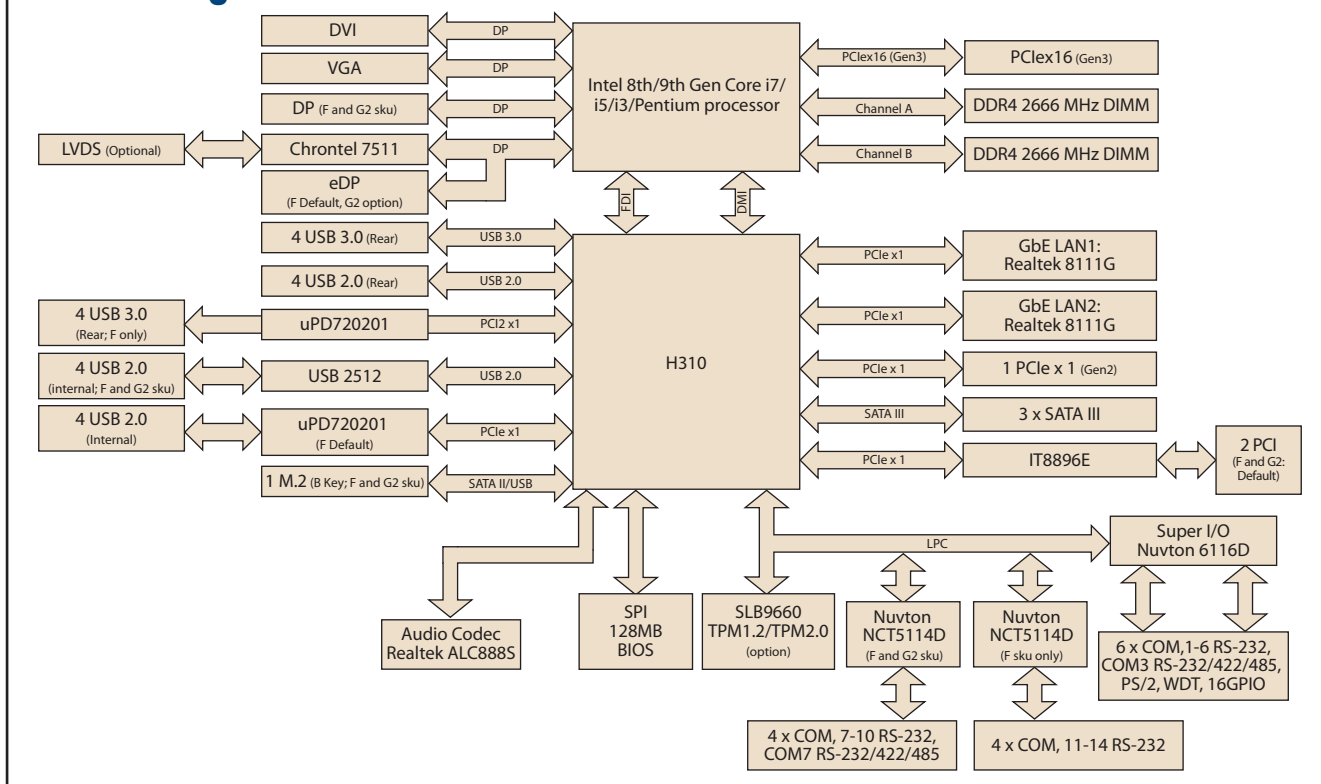 DVI
DP
VGA
DP
DP (F and G2 sku)
DP
LVDS (Optional)
Chrontel 7511
DP
eDP
(F Default, G2 option)
Intel 8th/9th Gen Core i7/
i5/i3/Pentium processor
PCIex16 (Gen3)
PCIex16 (Gen3)
Channel A
DDR4 2666 MHz DIMM
Channel B
DDR4 2666 MHz DIMM
FDI
DMI
4 USB 3.0 (Rear)
USB 3.0
4 USB 2.0 (Rear)
USB 2.0
4 USB 3.0
(Rear; F only)
uPD720201
PCI2 x1
4 USB 2.0
(internal; F and G2 sku)
USB 2512
USB 2.0
4 USB 2.0
(Internal)
uPD720201
(F Default)
PCIe x1
1 M.2 (B Key; F and G2 sku)
SATA II/USB
H310
PCIe x1
GbE LAN1:
Realtek 8111G
PCIe x1
GbE LAN2:
Realtek 8111G
PCIe x 1
1 PCIe x 1 (Gen2)
SATA III
3 x SATA III
PCIe x 1
IT8896E
2 PCI
(F and G2:
Default)
LPC
Super I/O
Nuvton 6116D
Audio Codec
Realtek ALC888S
SPI
128MB
BIOS
SLB9660
TPM1.2/TPM2.0
(option)
Nuvton
NCT5114D
(F and G2 sku)
Nuvton
NCT5114D
(F sku only)
6 x COM,1-6 RS-232,
COM3 RS-232/422/485,
PS/2, WDT, 16GPIO
4 x COM, 7-10 RS-232,
COM7 RS-232/422/485
4 x COM, 11-14 RS-232